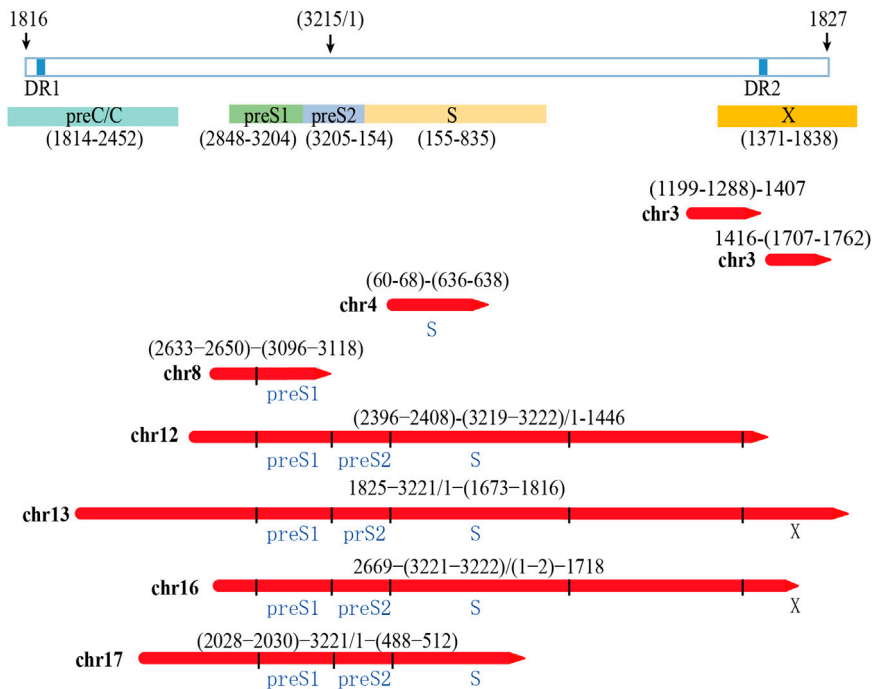 1816 (3215/1) 1827
DR1 DR2
preC/C preS1 preS2 S X
(1814-2452) (2848-3204) (3205-154) (155-835) (1371-1838)
(1199-1288)-1407
chr3
1416-(1707-1762)
chr3
(60-68)-(636-638)
chr4
S
(2633−2650)−(3096−3118)
chr8
preS1
(2396−2408)-(3219−3222)/1-1446
chr12
preS1 preS2 S
1825−3221/1−(1673−1816)
chr13
preS1 prS2 S X
2669−(3221−3222)/(1−2)−1718
chr16
preS1 preS2 S X
(2028−2030)−3221/1−(488−512)
chr17
preS1 preS2 S